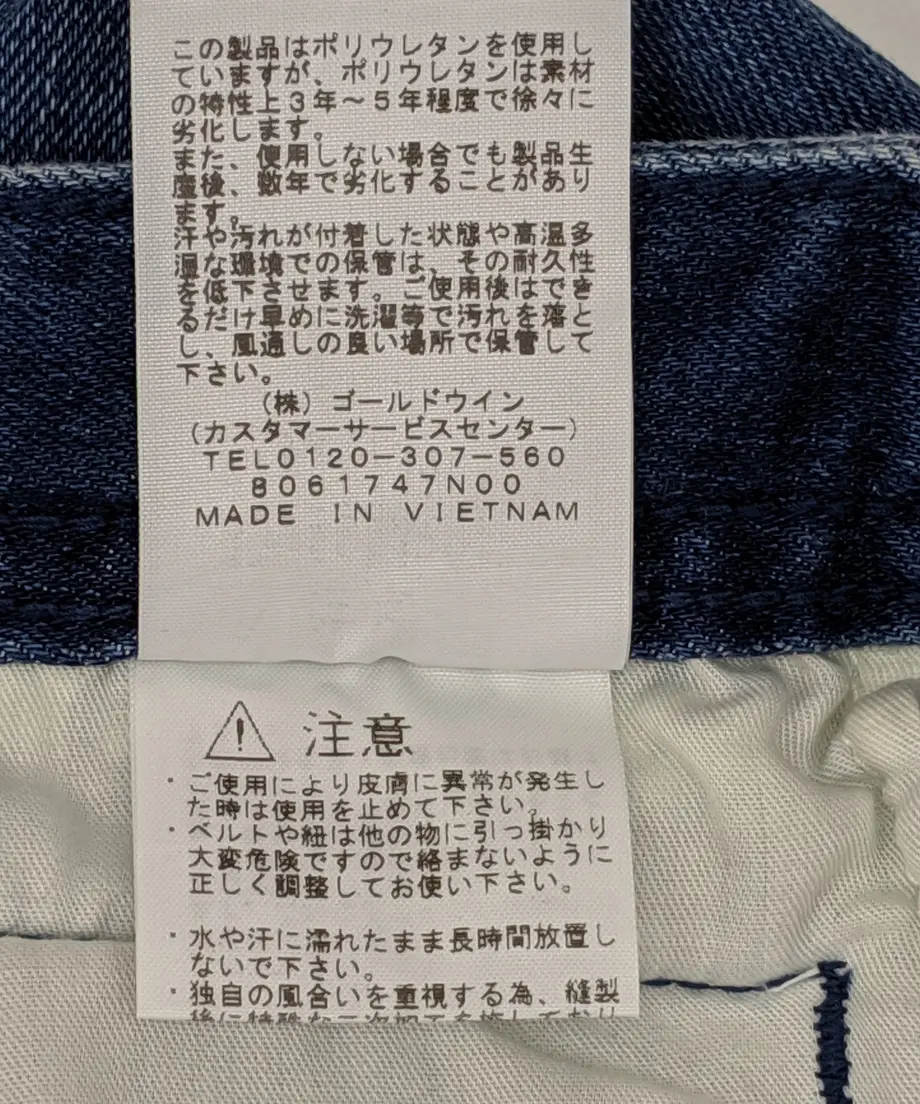 この製品はポリウレタンを使用し
ていますが、ポリウレタンは素材
の特性上3年～5年程度で徐々に
劣化します。
また、使用しない場合でも製品生
産後、数年で劣化することがあり
ます。
汗や汚れが付着した状態や高温多
湿な環境での保管は、その耐久性
を低下させます。ご使用後はでき
るだけ早めに洗濯等で汚れを落と
し、風通しの良い場所で保管して
下さい。
(株)ゴールドウイン
(カスタマーサービスセンター)
TEL0120-307-560
8061747N00
MADE IN VIETNAM
注意
・ご使用により皮膚に異常が発生し
た時は使用を止めて下さい。
・ベルトや紐は他の物に引っ掛かり
大変危険ですので絡まないように
正しく調整してお使い下さい。
・水や汗に濡れたまま長時間放置し
ないで下さい。
・独自の風合いを重視する為、縫製
後に特殊な二次加工を施しており